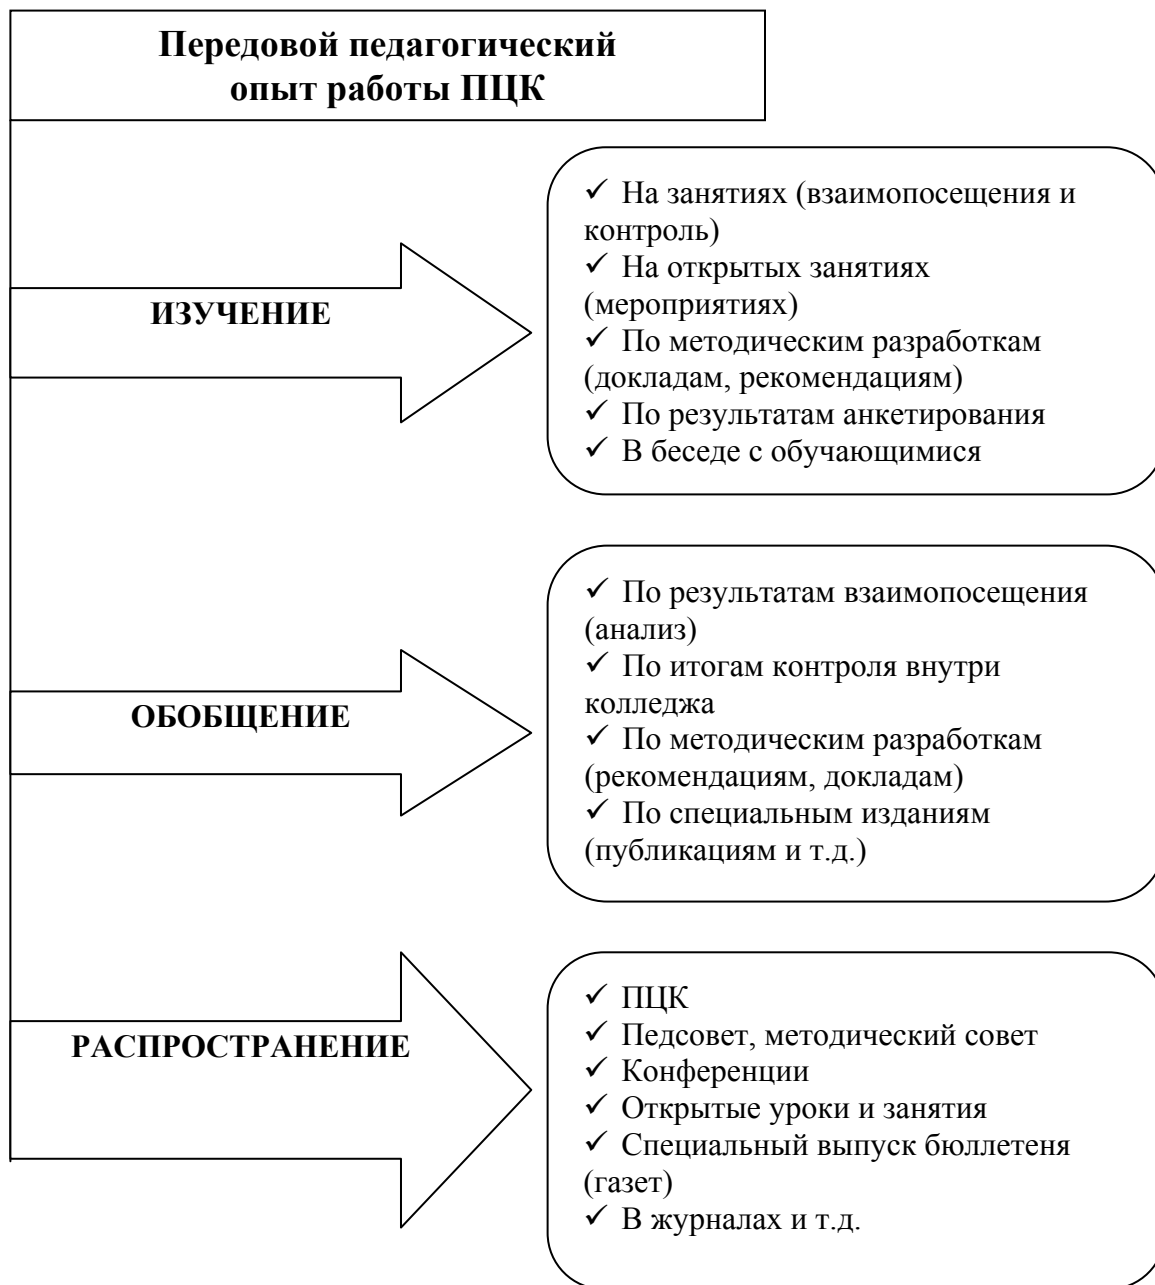 Передовой педагогический
опыт работы ПЦК
ИЗУЧЕНИЕ
✓ На занятиях (взаимопосещения и
контроль)
✓ На открытых занятиях
(мероприятиях)
✓ По методическим разработкам
(докладам, рекомендациям)
✓ По результатам анкетирования
✓ В беседе с обучающимися
ОБОБЩЕНИЕ
✓ По результатам взаимопосещения
(анализ)
✓ По итогам контроля внутри
колледжа
✓ По методическим разработкам
(рекомендациям, докладам)
✓ По специальным изданиям
(публикациям и т.д.)
РАСПРОСТРАНЕНИЕ
✓ ПЦК
✓ Педсовет, методический совет
✓ Конференции
✓ Открытые уроки и занятия
✓ Специальный выпуск бюллетеня
(газет)
✓ В журналах и т.д.